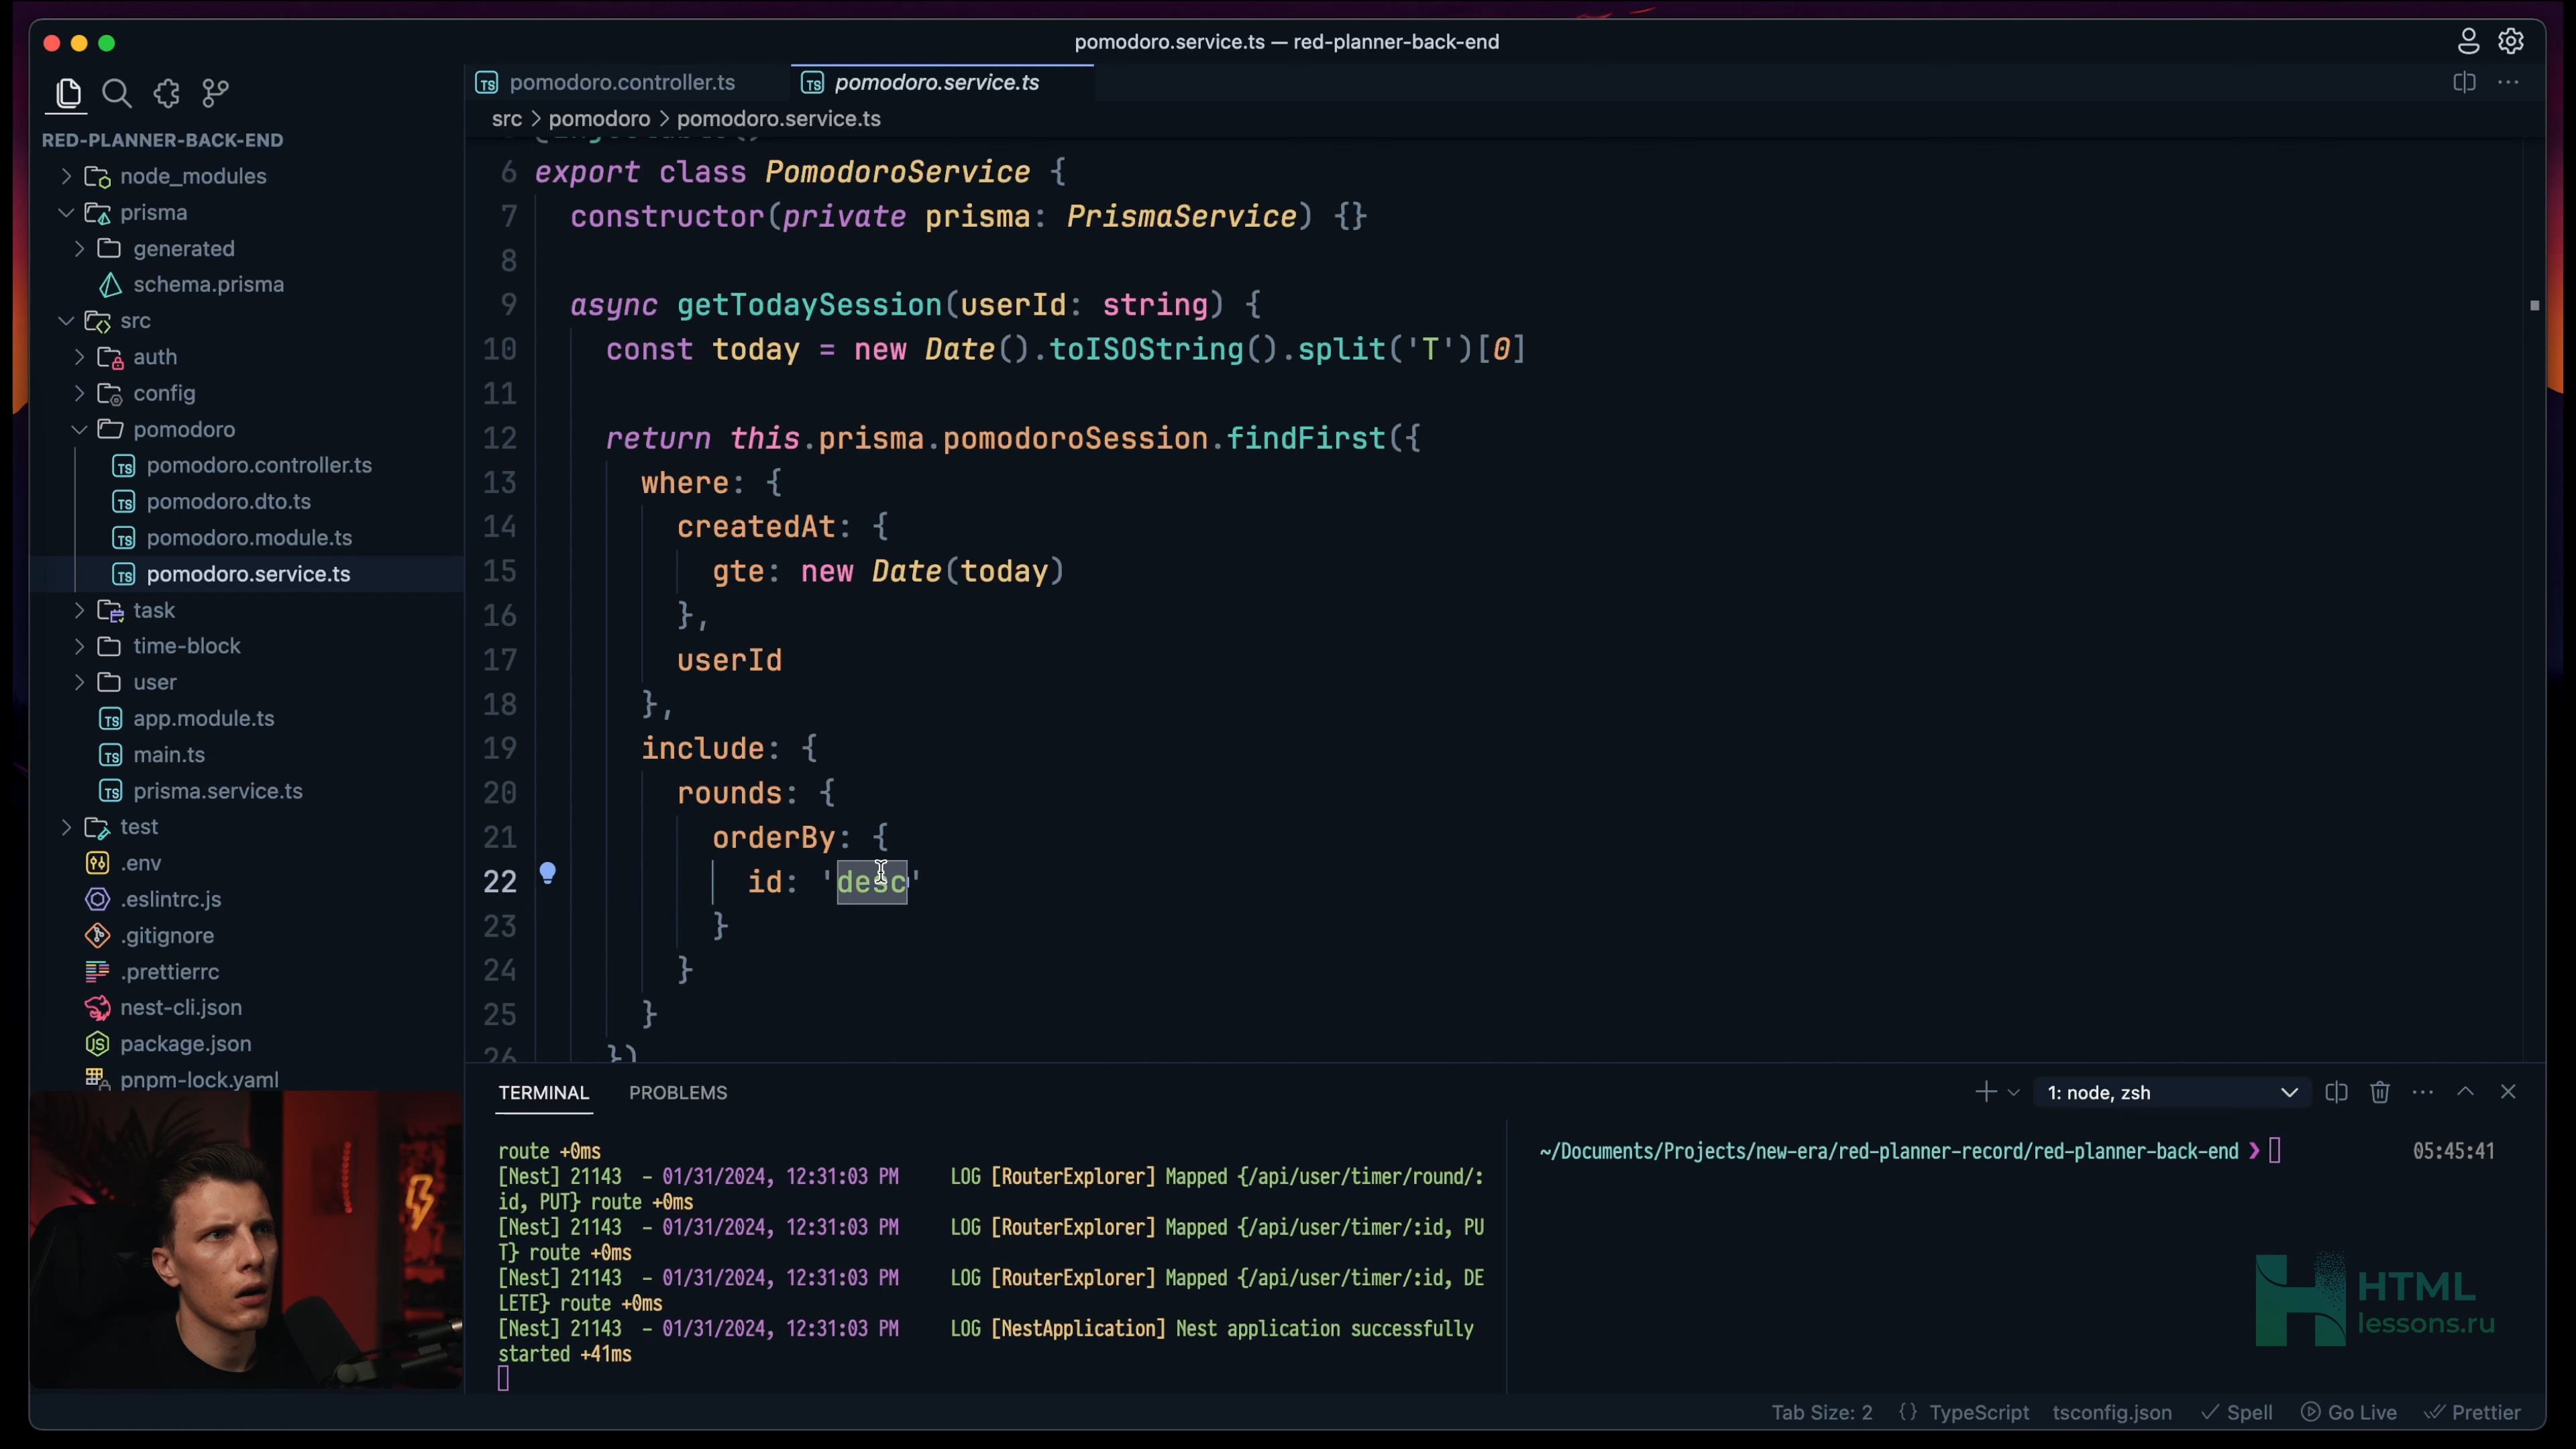 pomodoro.service.ts — red-planner-back-end
RED-PLANNER-BACK-END
node_modules
prisma
generated
schema.prisma
src
auth
config
pomodoro
pomodoro.controller.ts
pomodoro.dto.ts
pomodoro.module.ts
pomodoro.service.ts
task
time-block
user
app.module.ts
main.ts
prisma.service.ts
test
.env
.eslintrc.js
.gitignore
.prettierrc
nest-cli.json
package.json
pnpm-lock.yaml
pomodoro.controller.ts
pomodoro.service.ts
src > pomodoro > pomodoro.service.ts
6 export class PomodoroService {
7 constructor(private prisma: PrismaService) {}
8
9 async getTodaySession(userId: string) {
10 const today = new Date().toISOString().split('T')[0]
11
12 return this.prisma.pomodoroSession.findFirst({
13 where: {
14 createdAt: {
15 gte: new Date(today)
16 },
17 userId
18 },
19 include: {
20 rounds: {
21 orderBy: {
22 id: 'desc'
23 }
24 }
25 }
26 })
TERMINAL PROBLEMS
1: node, zsh
route +0ms
[Nest] 21143 - 01/31/2024, 12:31:03 PM LOG [RouterExplorer] Mapped {/api/user/timer/round/:
id, PUT} route +0ms
[Nest] 21143 - 01/31/2024, 12:31:03 PM LOG [RouterExplorer] Mapped {/api/user/timer/:id, PU
T} route +0ms
[Nest] 21143 - 01/31/2024, 12:31:03 PM LOG [RouterExplorer] Mapped {/api/user/timer/:id, DE
LETE} route +0ms
[Nest] 21143 - 01/31/2024, 12:31:03 PM LOG [NestApplication] Nest application successfully
started +41ms
~/Documents/Projects/new-era/red-planner-record/red-planner-back-end ❯ 05:45:41
HTML
lessons.ru
Tab Size: 2 {} TypeScript tsconfig.json ✓ Spell Go Live Prettier